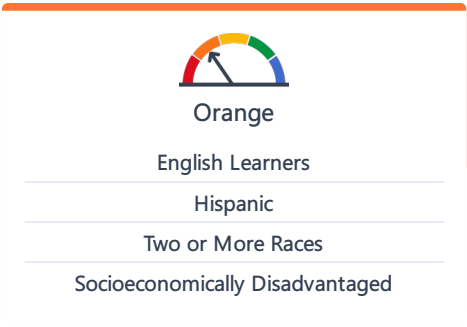 Orange
English Learners
Hispanic
Two or More Races
Socioeconomically Disadvantaged